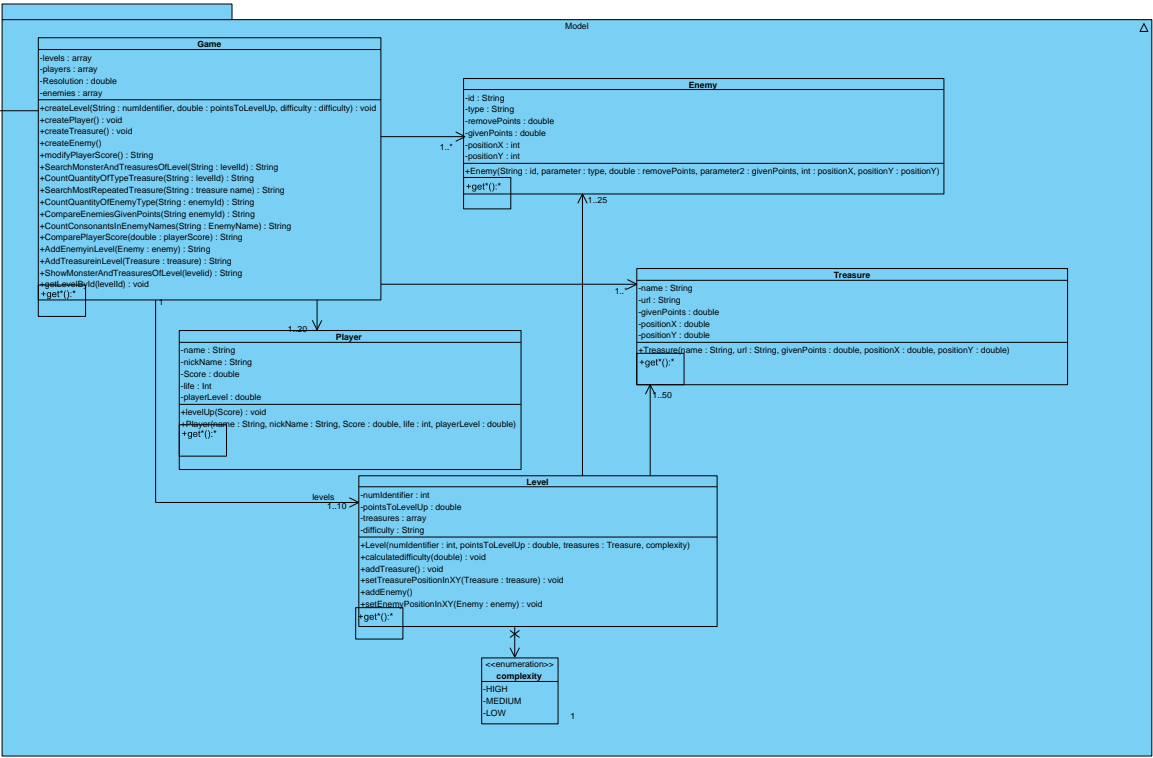 Model
Game
-levels : array
-players : array
-Resolution : double
-enemies : array
+createLevel(String : numIdentifier, double : pointsToLevelUp, difficulty : difficulty) : void
+createPlayer() : void
+createTreasure() : void
+createEnemy()
+modifyPlayerScore() : String
+SearchMonsterAndTreasuresOfLevel(String : levelId) : String
+CountQuantityOfTypeTreasure(String : levelId) : String
+SearchMostRepeatedTreasure(String : treasure name) : String
+CountQuantityOfEnemyType(String : enemyId) : String
+CompareEnemiesGivenPoints(String enemyId) : String
+CountConsonantsInEnemyNames(String : EnemyName) : String
+ComparePlayerScore(double : playerScore) : String
+AddEnemyinLevel(Enemy : enemy) : String
+AddTreasureinLevel(Treasure : treasure) : String
+ShowMonsterAndTreasuresOfLevel(levelid) : String
+getLevelById(levelId) : void
+get*():*
1..*
Enemy
-id : String
-type : String
-removePoints : double
-givenPoints : double
-positionX : int
-positionY : int
+Enemy(String : id, parameter : type, double : removePoints, parameter2 : givenPoints, int : positionX, positionY : positionY)
+get*():*
1..25
1..*
Treasure
-name : String
-url : String
-givenPoints : double
-positionX : double
-positionY : double
+Treasure(name : String, url : String, givenPoints : double, positionX : double, positionY : double)
+get*():*
1..50
1
1..20
Player
-name : String
-nickName : String
-Score : double
-life : Int
-playerLevel : double
+levelUp(Score) : void
+Player(name : String, nickName : String, Score : double, life : int, playerLevel : double)
+get*():*
levels
1..10
Level
-numIdentifier : int
-pointsToLevelUp : double
-treasures : array
-difficulty : String
+Level(numIdentifier : int, pointsToLevelUp : double, treasures : Treasure, complexity)
+calculatedifficulty(double) : void
+addTreasure() : void
+setTreasurePositionInXY(Treasure : treasure) : void
+addEnemy()
+setEnemyPositionInXY(Enemy : enemy) : void
+get*():*
<<enumeration>>
complexity
-HIGH
-MEDIUM
-LOW
1